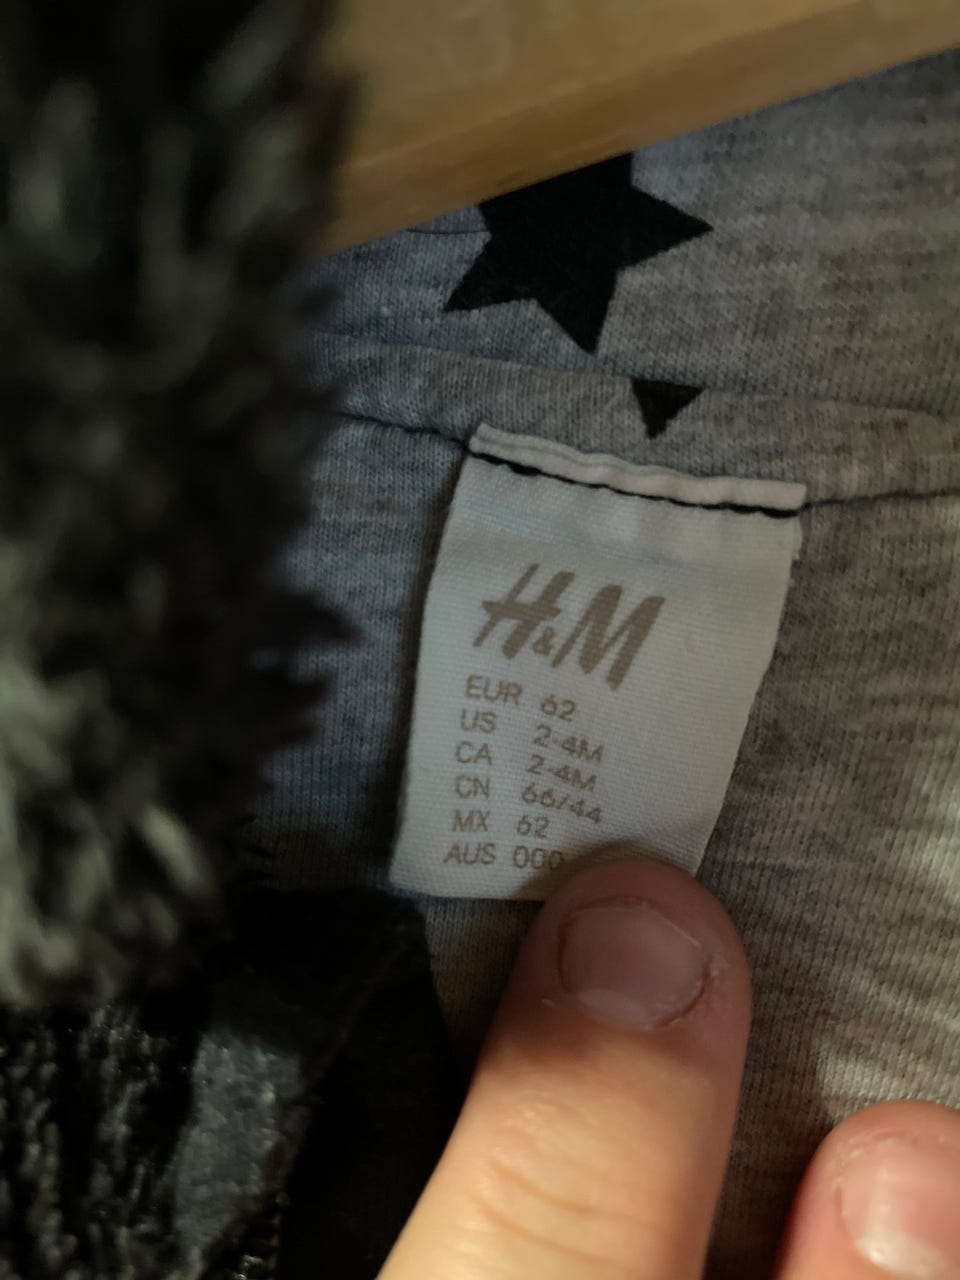 H&M
EUR 62
US 2-4M
CA 2-4M
CN 66/44
MX 62
AUS 000